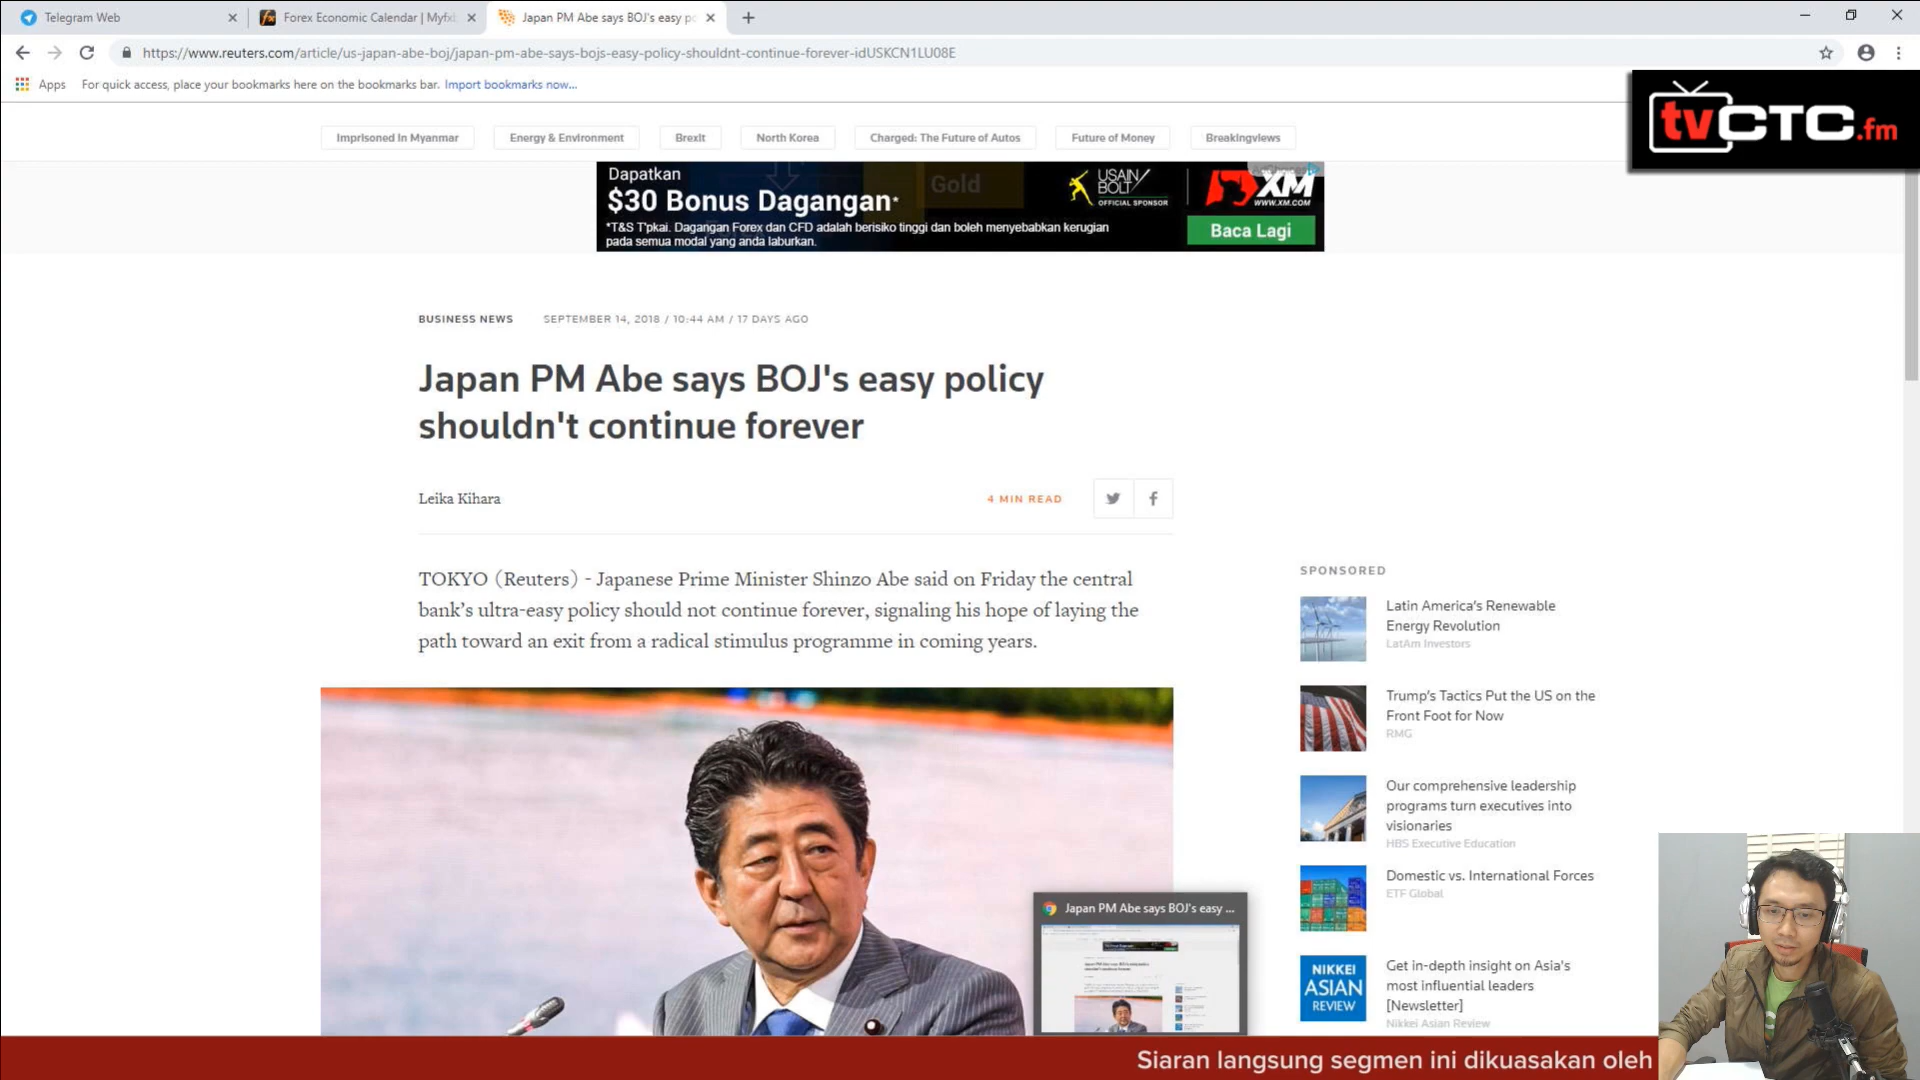 Telegram Web
Forex Economic Calendar | Myfxb
Japan PM Abe says BOJ's easy po
https://www.reuters.com/article/us-japan-abe-boj/japan-pm-abe-says-bojs-easy-policy-shouldnt-continue-forever-idUSKCN1LU08E
Apps
For quick access, place your bookmarks here on the bookmarks bar.
Import bookmarks now...
tvCTC.fm
Imprisoned In Myanmar
Energy & Environment
Brexit
North Korea
Charged: The Future of Autos
Future of Money
Breakingviews
Dapatkan
$30 Bonus Dagangan*
*T&S T'pkai. Dagangan Forex dan CFD adalah berisiko tinggi dan boleh menyebabkan kerugian
pada semua modal yang anda laburkan.
Gold
USAIN
BOLT
OFFICIAL SPONSOR
XM
WWW.XM.COM
Baca Lagi
BUSINESS NEWS
SEPTEMBER 14, 2018 / 10:44 AM / 17 DAYS AGO
Japan PM Abe says BOJ's easy policy
shouldn't continue forever
Leika Kihara
4 MIN READ
TOKYO (Reuters) - Japanese Prime Minister Shinzo Abe said on Friday the central
bank's ultra-easy policy should not continue forever, signaling his hope of laying the
path toward an exit from a radical stimulus programme in coming years.
SPONSORED
Latin America's Renewable
Energy Revolution
LatAm Investors
Trump's Tactics Put the US on the
Front Foot for Now
RMG
Our comprehensive leadership
programs turn executives into
visionaries
HBS Executive Education
Domestic vs. International Forces
ETF Global
NIKKEI
ASIAN
REVIEW
Get in-depth insight on Asia's
most influential leaders
[Newsletter]
Nikkei Asian Review
Japan PM Abe says BOJ's easy ...
Siaran langsung segmen ini dikuasakan oleh